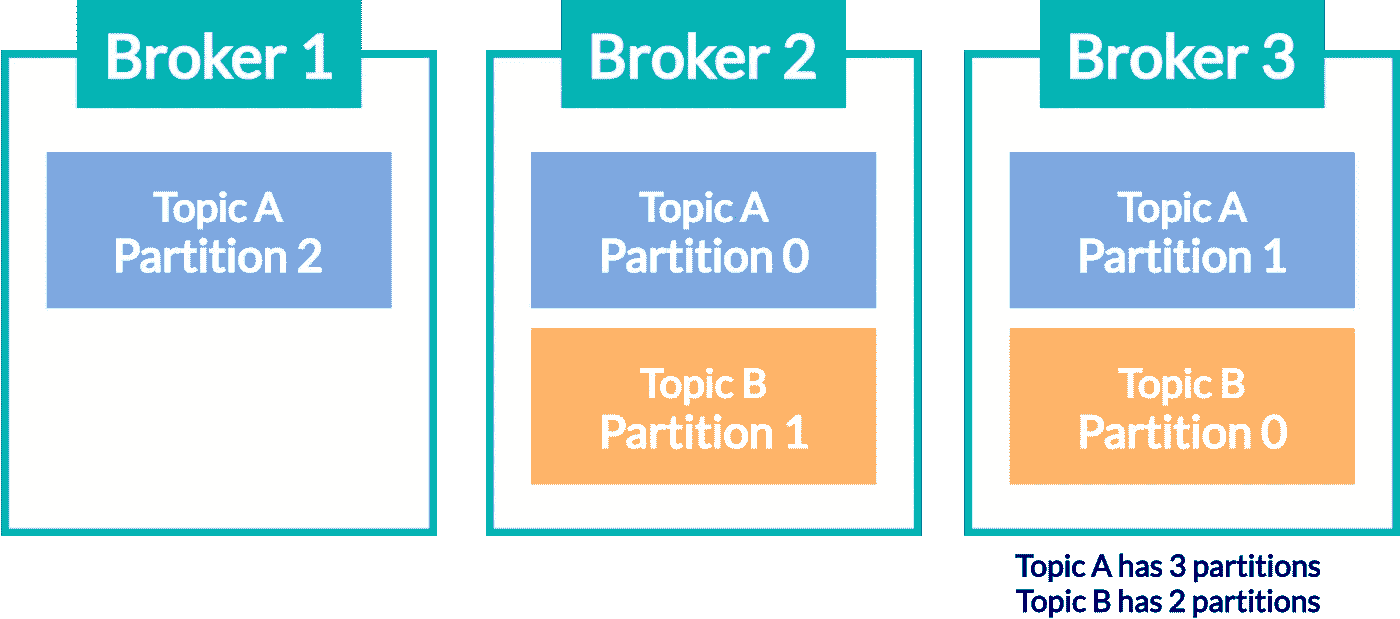 Broker 1
Topic A
Partition 2
Broker 2
Topic A
Partition 0
Topic B
Partition 1
Broker 3
Topic A
Partition 1
Topic B
Partition 0
Topic A has 3 partitions
Topic B has 2 partitions